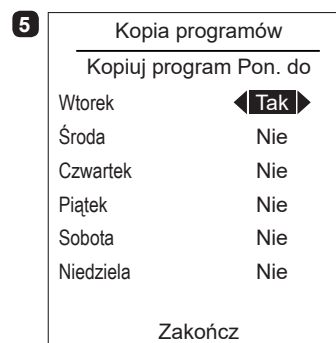 5
Kopia programów
Kopiuj program Pon. do
Wtorek Tak
Środa Nie
Czwartek Nie
Piątek Nie
Sobota Nie
Niedziela Nie
Zakończ